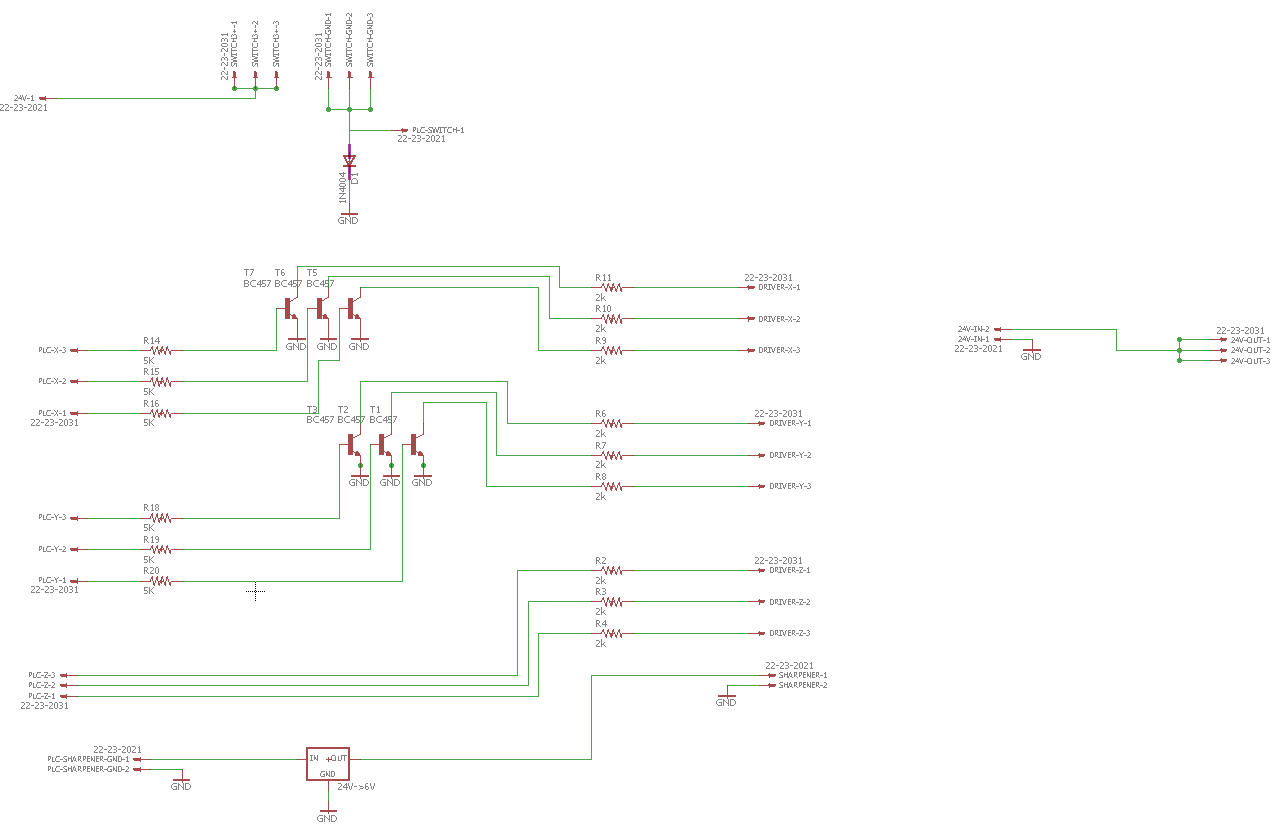 22-23-2031
SWITCH3+-1
SWITCH3+-2
SWITCH3+-3
22-23-2031
SWITCH-GND-1
SWITCH-GND-2
SWITCH-GND-3
24V-1
22-23-2021
PLC-SWITCH-1
22-23-2021
1N4004
D1
GND
T7 T6 T5
BC457 BC457 BC457
GND GND GND
R11
2k
22-23-2031
DRIVER-X-1
R10
2k
DRIVER-X-2
R9
2k
DRIVER-X-3
24V-IN-2
24V-IN-1
22-23-2021
GND
22-23-2031
24V-OUT-1
24V-OUT-2
24V-OUT-3
PLC-X-3
R14
5K
PLC-X-2
R15
5K
PLC-X-1
22-23-2031
R16
5K
T3 T2 T1
BC457 BC457 BC457
GND GND GND
R6
2k
22-23-2031
DRIVER-Y-1
R7
2k
DRIVER-Y-2
R8
2k
DRIVER-Y-3
PLC-Y-3
R18
5K
PLC-Y-2
R19
5K
PLC-Y-1
22-23-2031
R20
5K
R2
2k
22-23-2031
DRIVER-Z-1
R3
2k
DRIVER-Z-2
R4
2k
DRIVER-Z-3
PLC-Z-3
PLC-Z-2
PLC-Z-1
22-23-2031
22-23-2021
SHARPENER-1
SHARPENER-2
GND
22-23-2021
PLC-SHARPENER-GND-1
PLC-SHARPENER-GND-2
GND
IN +OUT
GND
24V->6V
GND